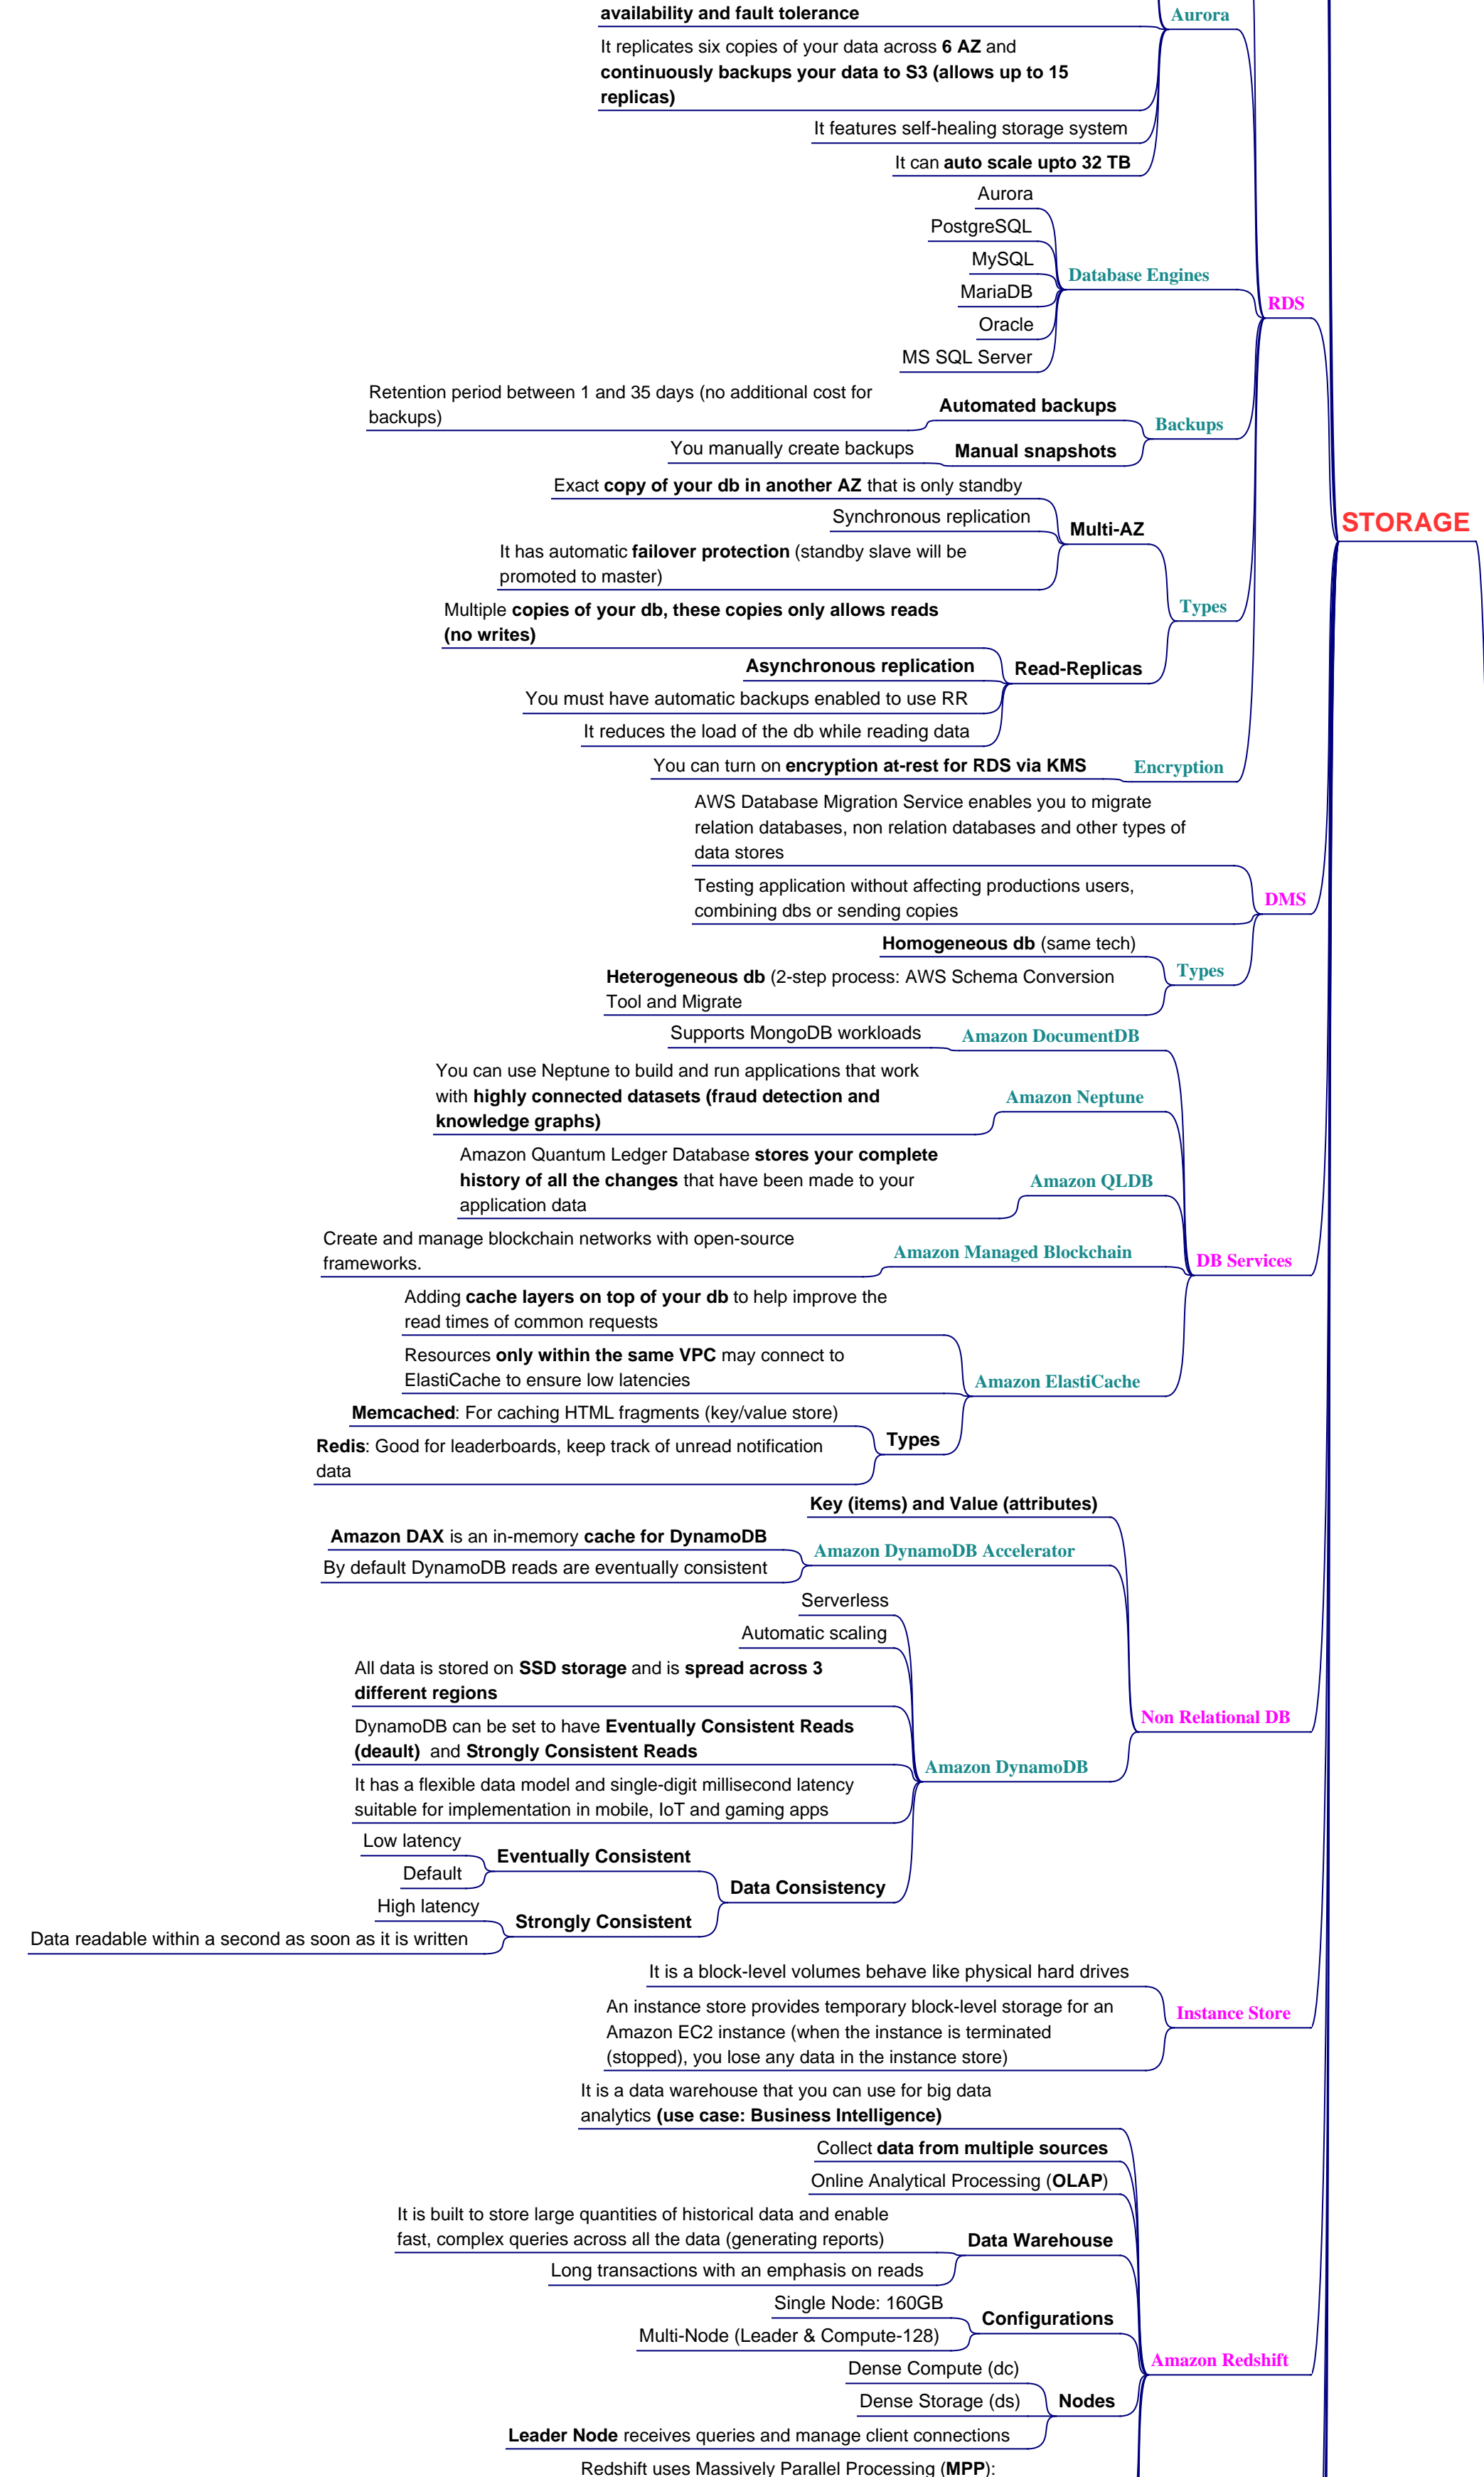 availability and fault tolerance
Aurora
It replicates six copies of your data across 6 AZ and
continuously backups your data to S3 (allows up to 15
replicas)
It features self-healing storage system
It can auto scale upto 32 TB
Aurora
PostgreSQL
MySQL
MariaDB
Oracle
MS SQL Server
Database Engines
RDS
Retention period between 1 and 35 days (no additional cost for
backups)
Automated backups
You manually create backups
Manual snapshots
Backups
Exact copy of your db in another AZ that is only standby
Synchronous replication
It has automatic failover protection (standby slave will be
promoted to master)
Multi-AZ
STORAGE
Multiple copies of your db, these copies only allows reads
(no writes)
Asynchronous replication
You must have automatic backups enabled to use RR
It reduces the load of the db while reading data
Read-Replicas
Types
You can turn on encryption at-rest for RDS via KMS
Encryption
AWS Database Migration Service enables you to migrate
relation databases, non relation databases and other types of
data stores
Testing application without affecting productions users,
combining dbs or sending copies
DMS
Homogeneous db (same tech)
Heterogeneous db (2-step process: AWS Schema Conversion
Tool and Migrate
Types
Supports MongoDB workloads
Amazon DocumentDB
You can use Neptune to build and run applications that work
with highly connected datasets (fraud detection and
knowledge graphs)
Amazon Neptune
Amazon Quantum Ledger Database stores your complete
history of all the changes that have been made to your
application data
Amazon QLDB
Create and manage blockchain networks with open-source
frameworks.
Amazon Managed Blockchain
DB Services
Adding cache layers on top of your db to help improve the
read times of common requests
Resources only within the same VPC may connect to
ElastiCache to ensure low latencies
Amazon ElastiCache
Memcached: For caching HTML fragments (key/value store)
Redis: Good for leaderboards, keep track of unread notification
data
Types
Key (items) and Value (attributes)
Amazon DAX is an in-memory cache for DynamoDB
By default DynamoDB reads are eventually consistent
Amazon DynamoDB Accelerator
Serverless
Automatic scaling
All data is stored on SSD storage and is spread across 3
different regions
Non Relational DB
DynamoDB can be set to have Eventually Consistent Reads
(deault)  and Strongly Consistent Reads
Amazon DynamoDB
It has a flexible data model and single-digit millisecond latency
suitable for implementation in mobile, IoT and gaming apps
Low latency
Default
Eventually Consistent
Data Consistency
High latency
Data readable within a second as soon as it is written
Strongly Consistent
It is a block-level volumes behave like physical hard drives
An instance store provides temporary block-level storage for an
Amazon EC2 instance (when the instance is terminated
(stopped), you lose any data in the instance store)
Instance Store
It is a data warehouse that you can use for big data
analytics (use case: Business Intelligence)
Collect data from multiple sources
Online Analytical Processing (OLAP)
It is built to store large quantities of historical data and enable
fast, complex queries across all the data (generating reports)
Long transactions with an emphasis on reads
Data Warehouse
Single Node: 160GB
Multi-Node (Leader & Compute-128)
Configurations
Amazon Redshift
Dense Compute (dc)
Dense Storage (ds)
Leader Node receives queries and manage client connections
Nodes
Redshift uses Massively Parallel Processing (MPP):